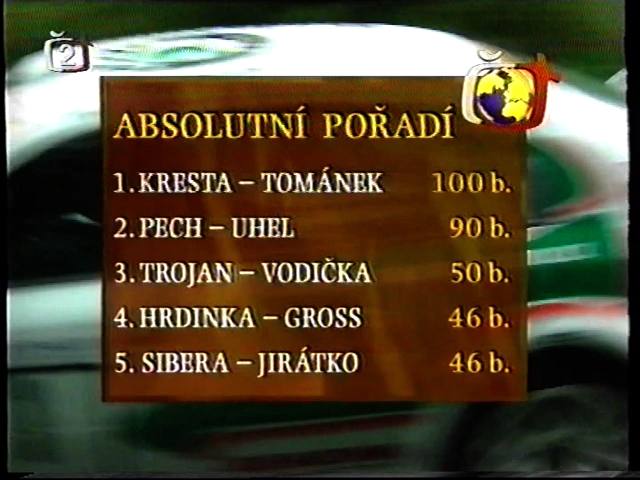 Č
2
ABSOLUTNÍ POŘADÍ
1. KRESTA – TOMÁNEK 100 b.
2. PECH – UHEL 90 b.
3. TROJAN – VODIČKA 50 b.
4. HRDINKA – GROSS 46 b.
5. SIBERA – JIRÁTKO 46 b.